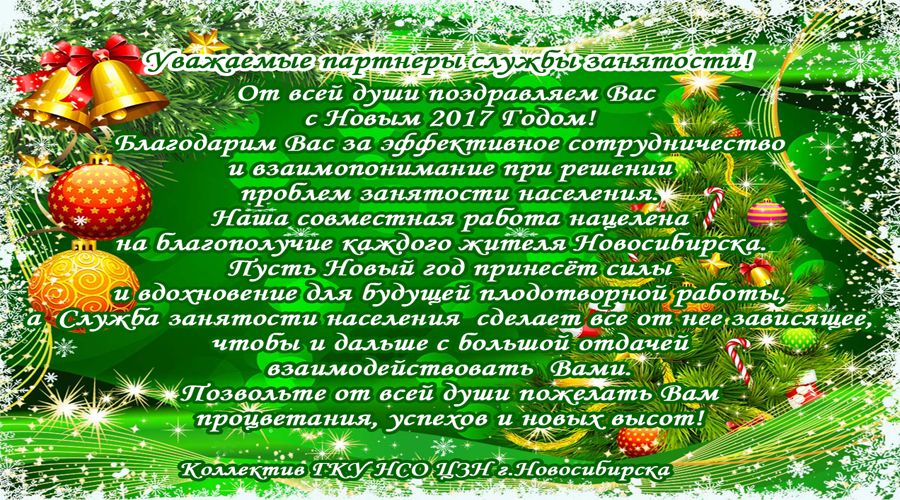 Уважаемые партнеры службы занятости!
От всей души поздравляем Вас
с Новым 2017 Годом!
Благодарим Вас за эффективное сотрудничество
и взаимопонимание при решении
проблем занятости населения.
Наша совместная работа нацелена
на благополучие каждого жителя Новосибирска.
Пусть Новый год принесёт силы
и вдохновение для будущей плодотворной работы,
а Служба занятости населения сделает все от нее зависящее,
чтобы и дальше с большой отдачей
взаимодействовать Вами.
Позвольте от всей души пожелать Вам
процветания, успехов и новых высот!
Коллектив ГКУ НСО ЦЗН г.Новосибирска